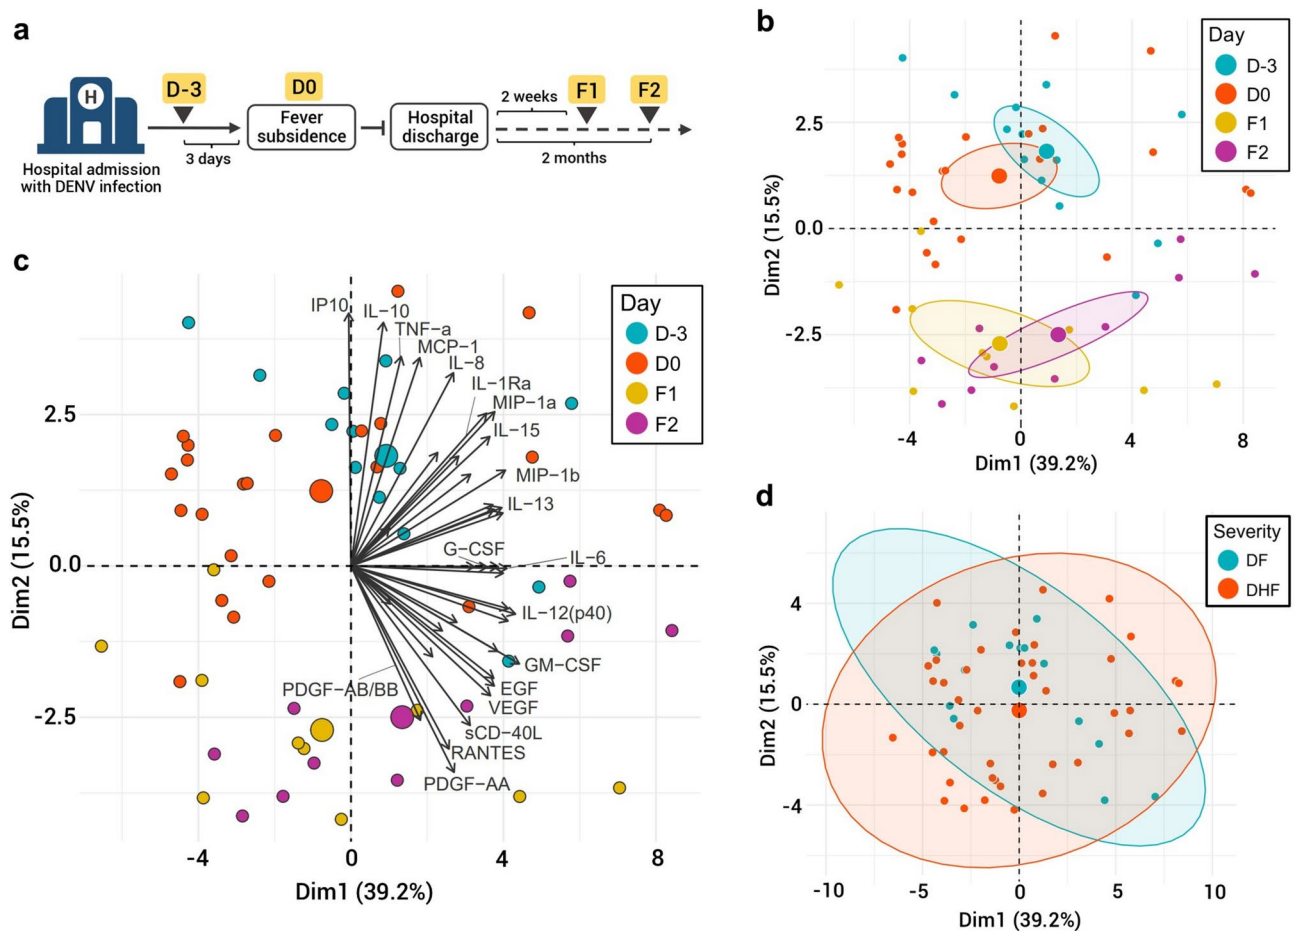 a
H
D-3
D0
F1
F2
Fever
subsidence
Hospital
discharge
2 weeks
3 days
2 months
Hospital admission
with DENV infection
b
Day
D-3
D0
F1
F2
2.5
0.0
-2.5
-4
0
4
8
Dim1 (39.2%)
Dim2 (15.5%)
c
Day
D-3
D0
F1
F2
IP10
IL-10
TNF-a
MCP-1
IL-8
IL-1Ra
MIP-1a
IL-15
MIP-1b
IL-13
G-CSF
IL-6
IL-12(p40)
GM-CSF
PDGF-AB/BB
EGF
VEGF
sCD-40L
RANTES
PDGF-AA
2.5
0.0
-2.5
-4
0
4
8
Dim1 (39.2%)
Dim2 (15.5%)
d
Severity
DF
DHF
4
0
-4
-10
-5
0
5
10
Dim1 (39.2%)
Dim2 (15.5%)